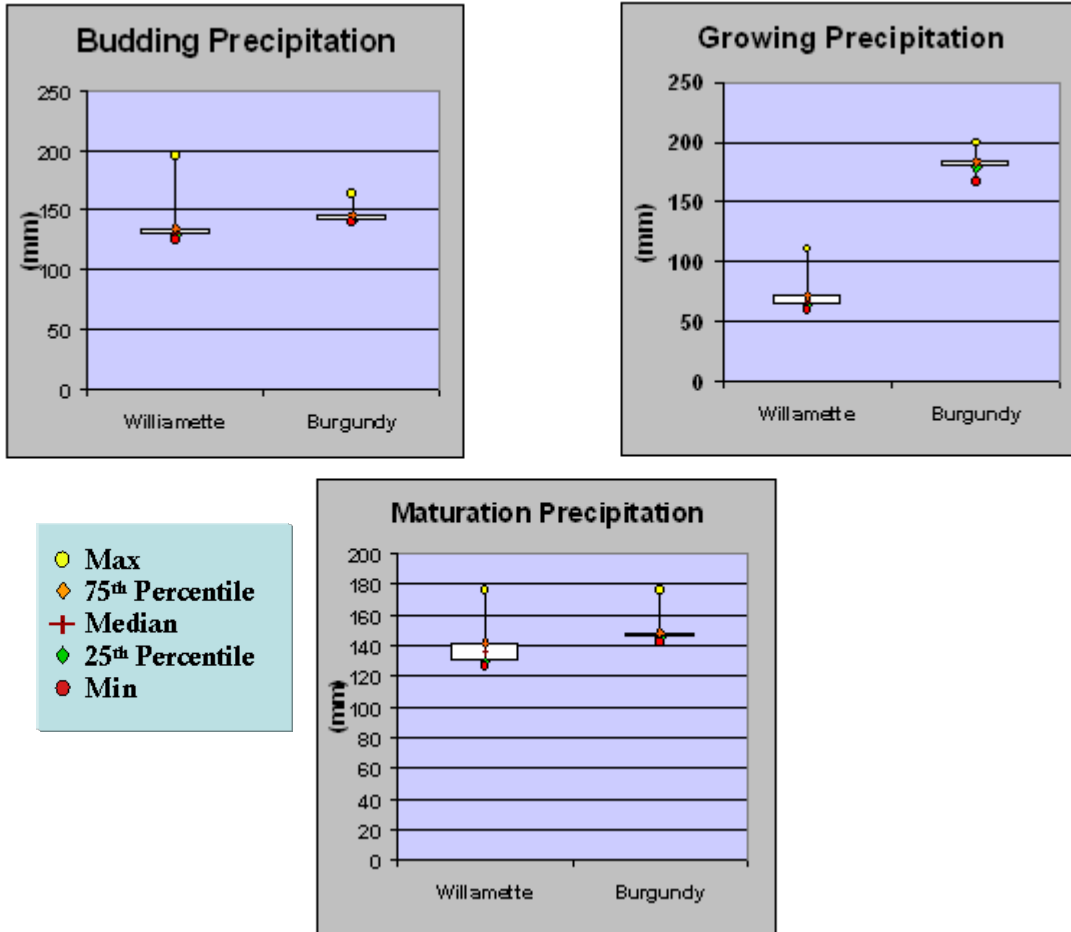 Budding Precipitation
250
200
150
100
50
0
(mm)
Williamette
Burgundy
Growing Precipitation
250
200
150
100
50
0
(mm)
Willamette
Burgundy
Max
75th Percentile
Median
25th Percentile
Min
Maturation Precipitation
200
180
160
140
120
100
80
60
40
20
0
(mm)
Willamette
Burgundy